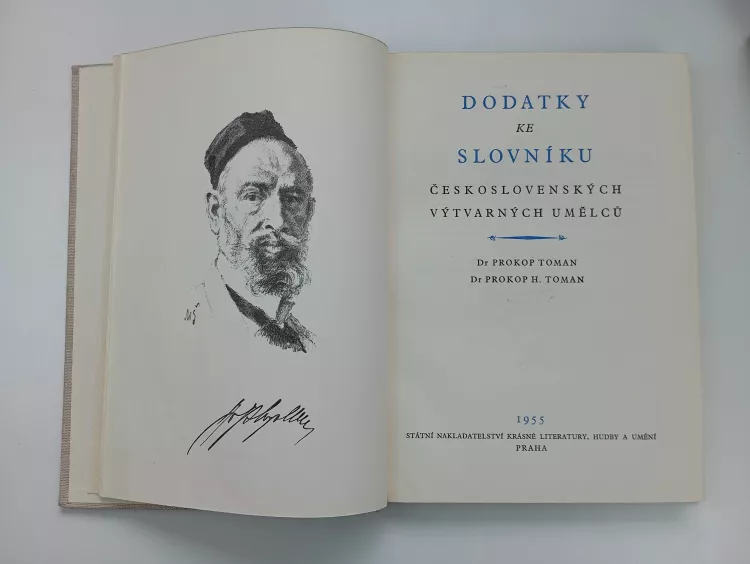 DODATKY
KE
SLOVNÍKU
ČESKOSLOVENSKÝCH
VÝTVARNÝCH UMĚLCŮ
Dr PROKOP TOMAN
Dr PROKOP H. TOMAN
1955
STÁTNÍ NAKLADATELSTVÍ KRÁSNÉ LITERATURY, HUDBY A UMĚNÍ
PRAHA